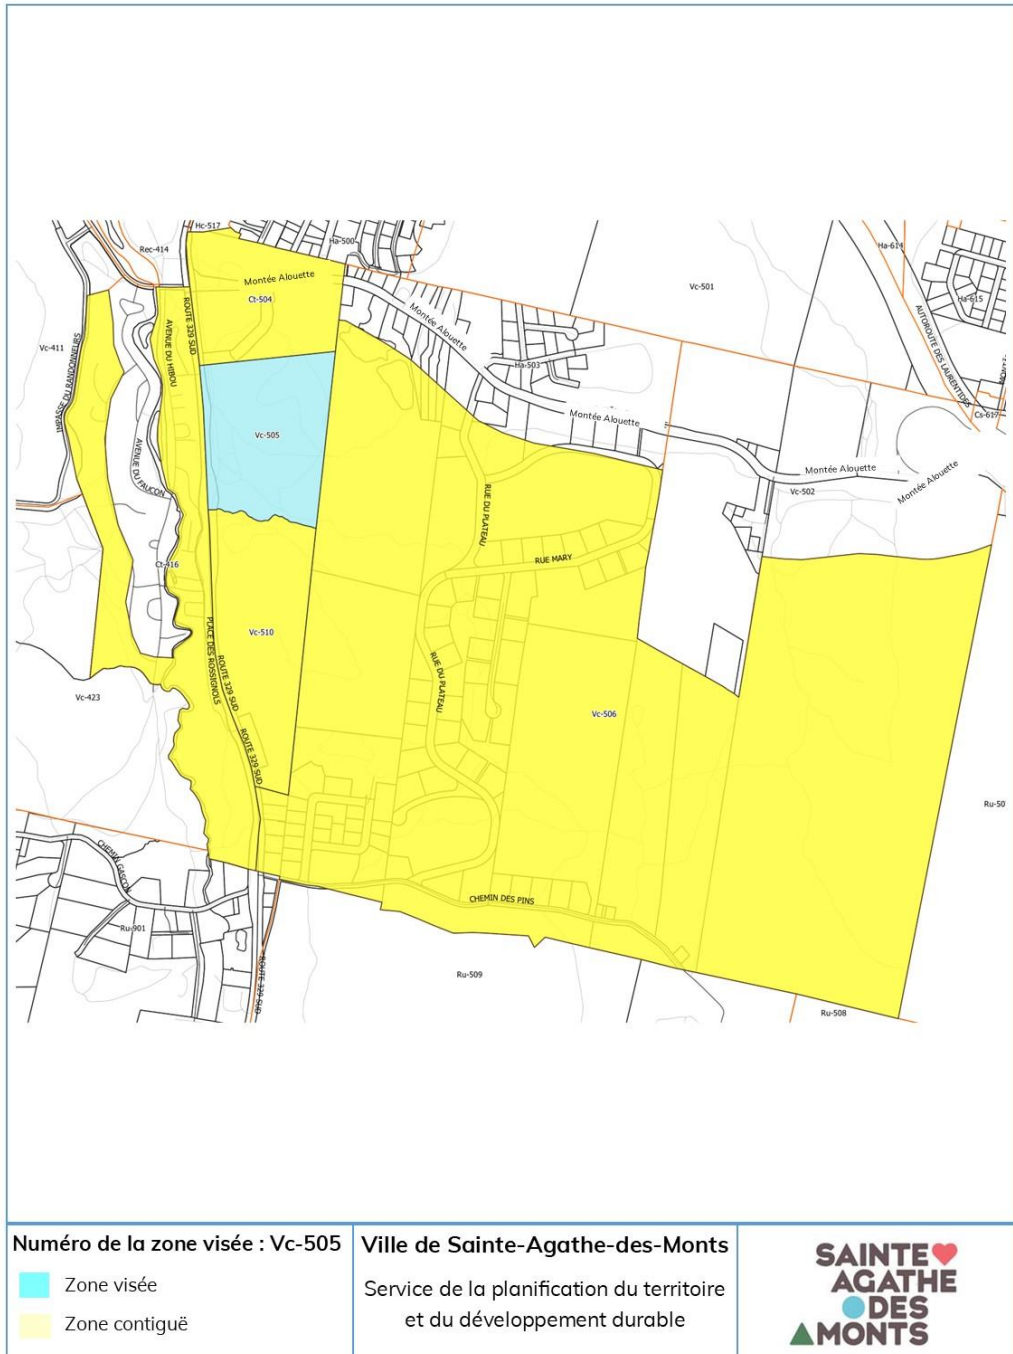 Hc-517
Rec-414
Ha-500
Ha-614
Montée Alouette
Vc-501
Ct-504
Ha-615
ROUTE 329 SUD
Montée Alouette
AUTOROUTE DES LAURENTIDES
AVENUE DU HIBOU
Vc-411
IMPASSE DU RANDONNEURS
Ha-503
Cs-617
Montée Alouette
Vc-505
AVENUE DU FAUCON
Montée Alouette
Montée Alouette
Vc-502
RUE DU PLATEAU
RUE MARY
Ct-416
Vc-510
PLACE DES ROSSIGNOLS
ROUTE 329 SUD
RUE DU PLATEAU
Vc-423
Vc-506
ROUTE 329 SUD
Ru-50
CHEMIN GASCON
CHEMIN DES PINS
Ru-901
Ru-509
ROUTE 329 SUD
Ru-508
Numéro de la zone visée : Vc-505
Zone visée
Zone contiguë
Ville de Sainte-Agathe-des-Monts
Service de la planification du territoire
et du développement durable
SAINTE
AGATHE
DES
MONTS